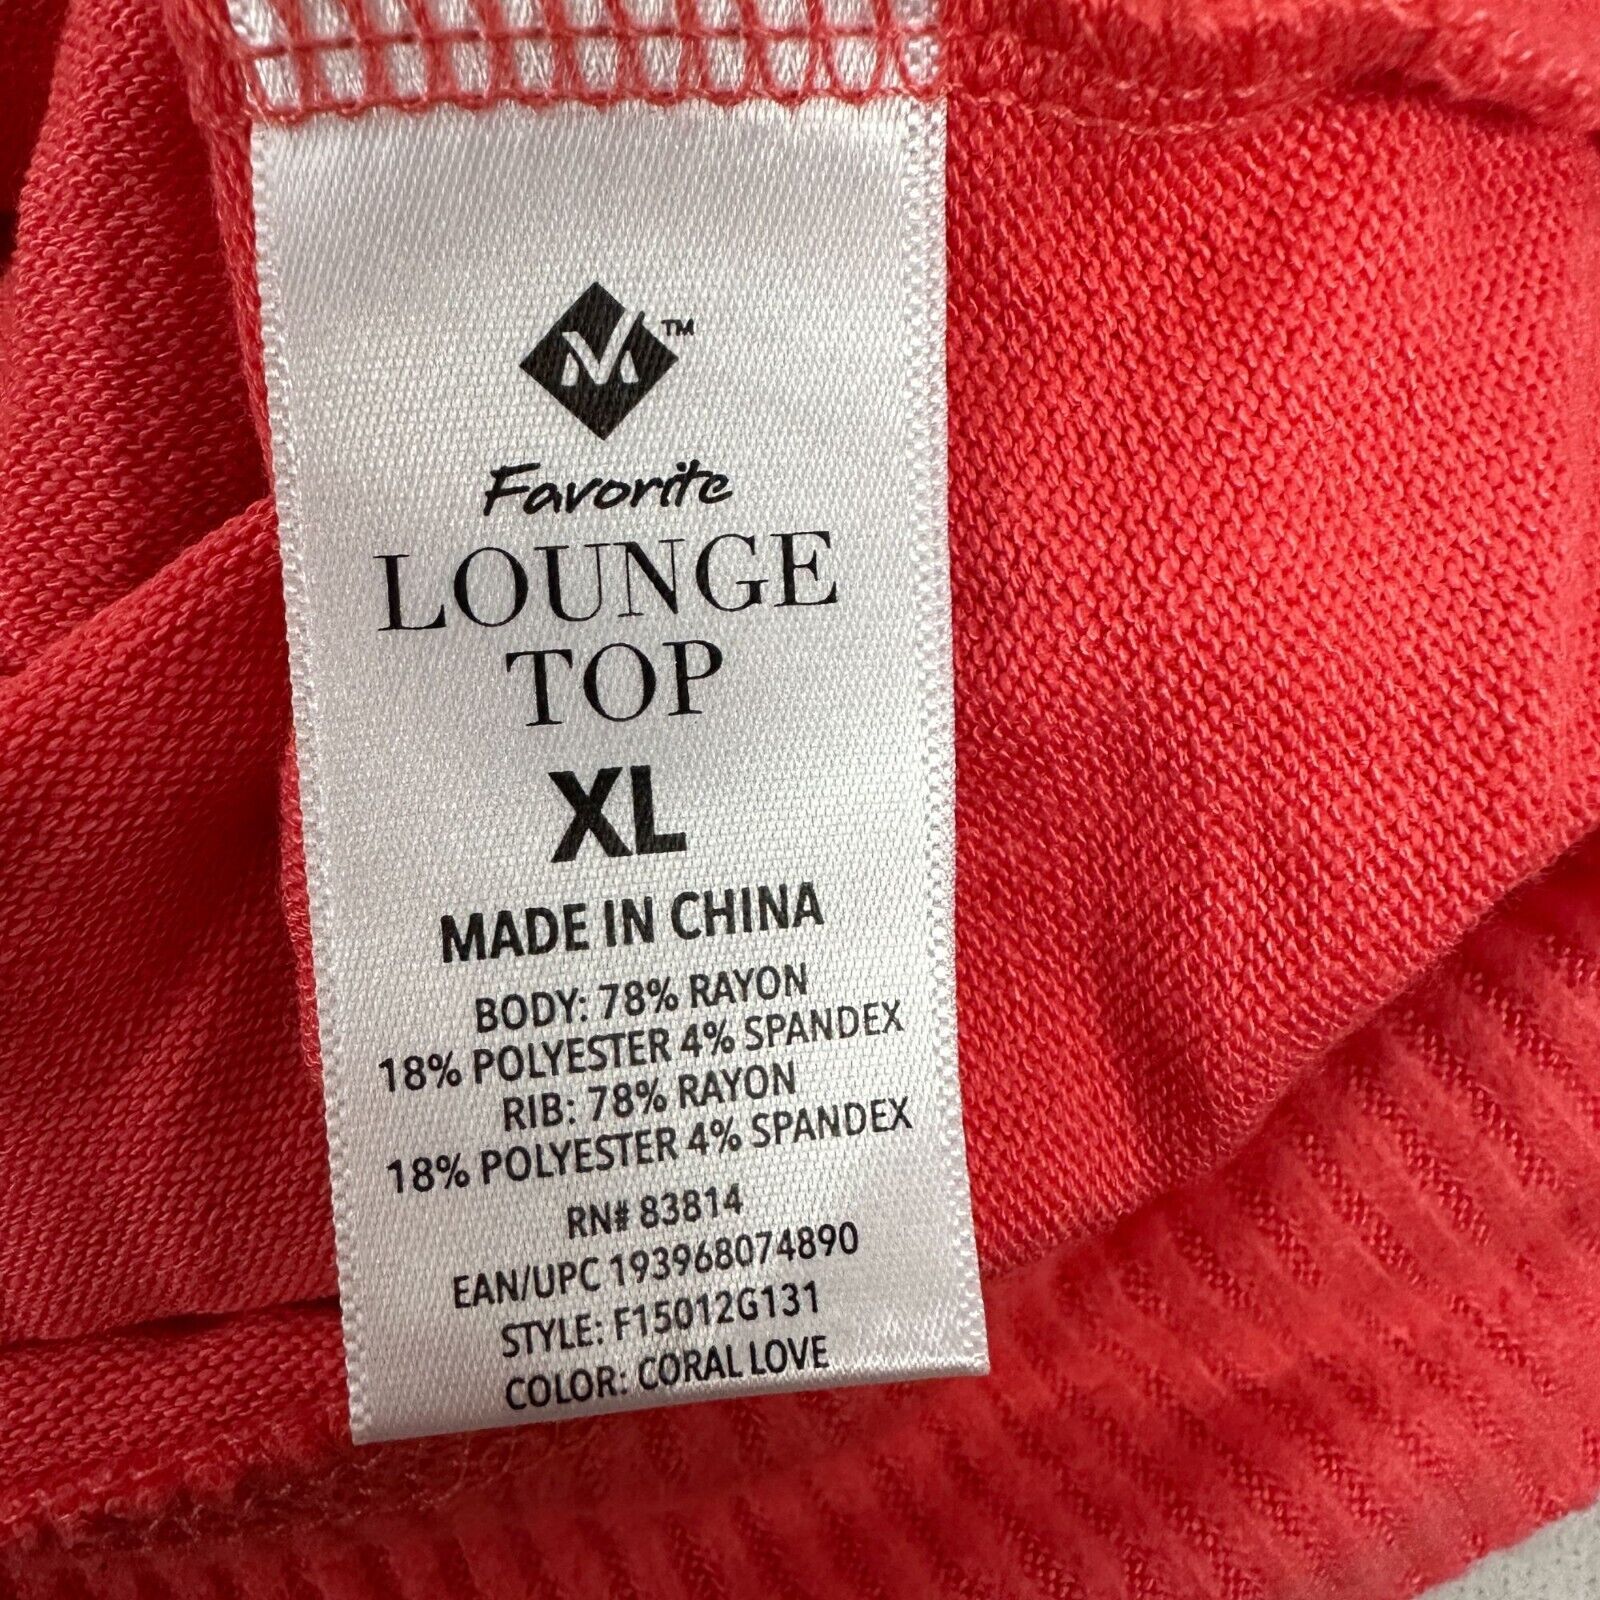 M™
Favorite
LOUNGE
TOP
XL
MADE IN CHINA
BODY: 78% RAYON
18% POLYESTER 4% SPANDEX
RIB: 78% RAYON
18% POLYESTER 4% SPANDEX
RN# 83814
EAN/UPC 193968074890
STYLE: F15012G131
COLOR: CORAL LOVE